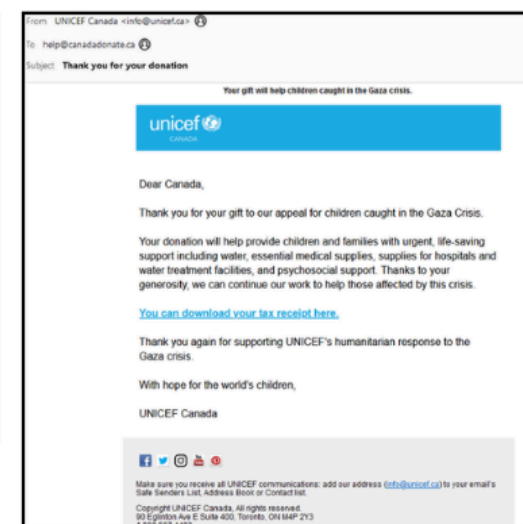 From UNICEF Canada <info@unicef.ca>
To help@canadadonate.ca
Subject Thank you for your donation
Your gift will help children caught in the Gaza crisis.
unicef
CANADA
Dear Canada,
Thank you for your gift to our appeal for children caught in the Gaza Crisis.
Your donation will help provide children and families with urgent, life-saving
support including water, essential medical supplies, supplies for hospitals and
water treatment facilities, and psychosocial support. Thanks to your
generosity, we can continue our work to help those affected by this crisis.
You can download your tax receipt here.
Thank you again for supporting UNICEF's humanitarian response to the
Gaza crisis.
With hope for the world's children,
UNICEF Canada
Make sure you receive all UNICEF communications: add our address (info@unicef.ca) to your email's
Safe Senders List, Address Book or Contact list.
Copyright UNICEF Canada, All rights reserved.
90 Eglinton Ave E Suite 400, Toronto, ON M4P 2Y3